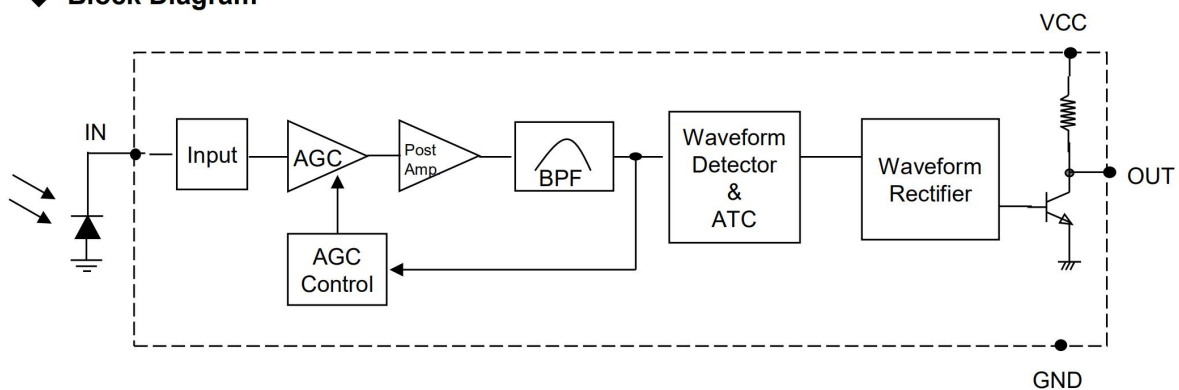 Block Diagram
VCC
IN
Input
AGC
Post
Amp
BPF
Waveform
Detector
&
ATC
Waveform
Rectifier
OUT
AGC
Control
GND